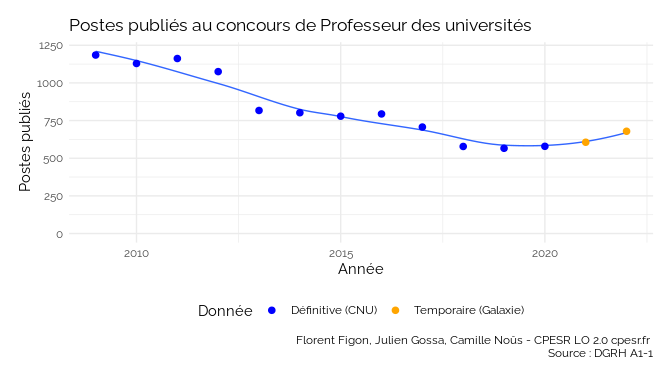 Postes publiés au concours de Professeur des universités
1250
1000
750
500
250
0
Postes publiés
2010
2015
2020
Année
Donnée
Définitive (CNU)
Temporaire (Galaxie)
Florent Figon, Julien Gossa, Camille Noûs - CPESR LO 2.0 cpesr.fr
Source : DGRH A1-1